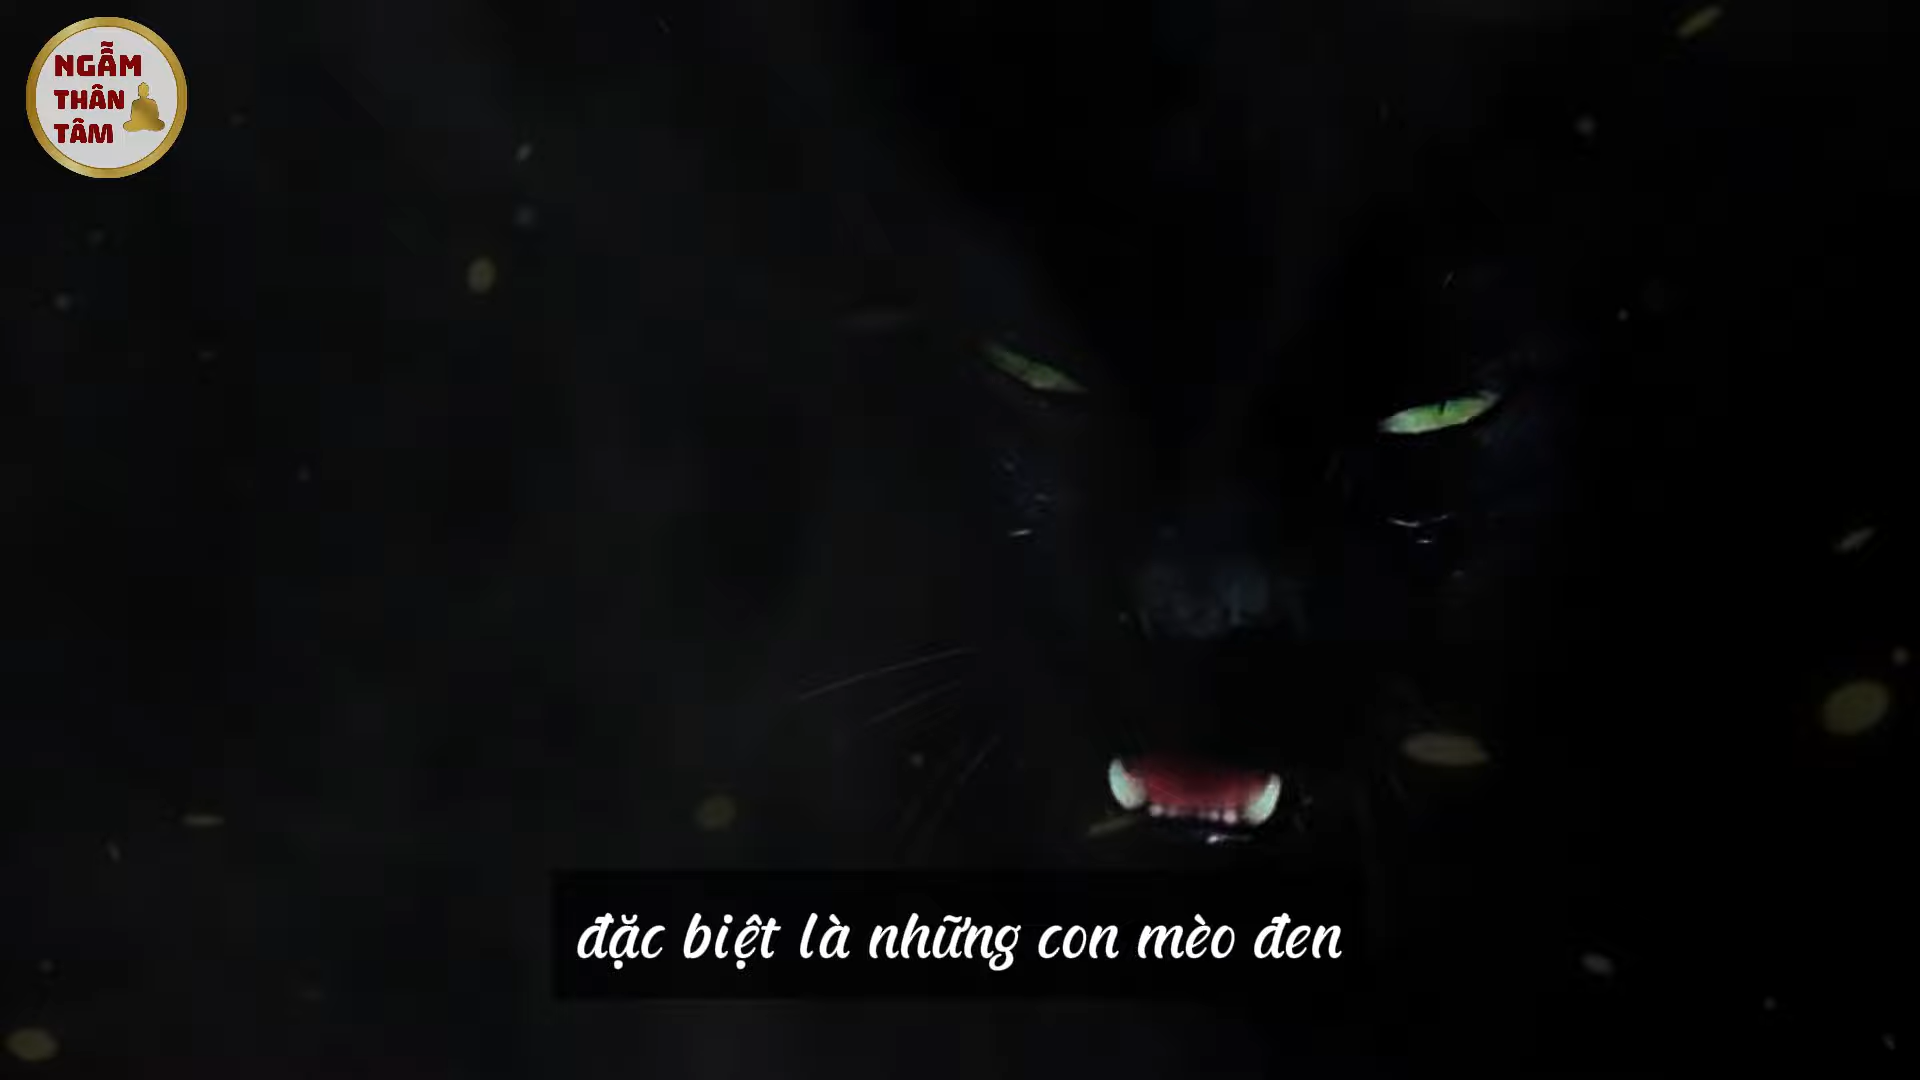 NGẪM
THÂN
TÂM
đặc biệt là những con mèo đen